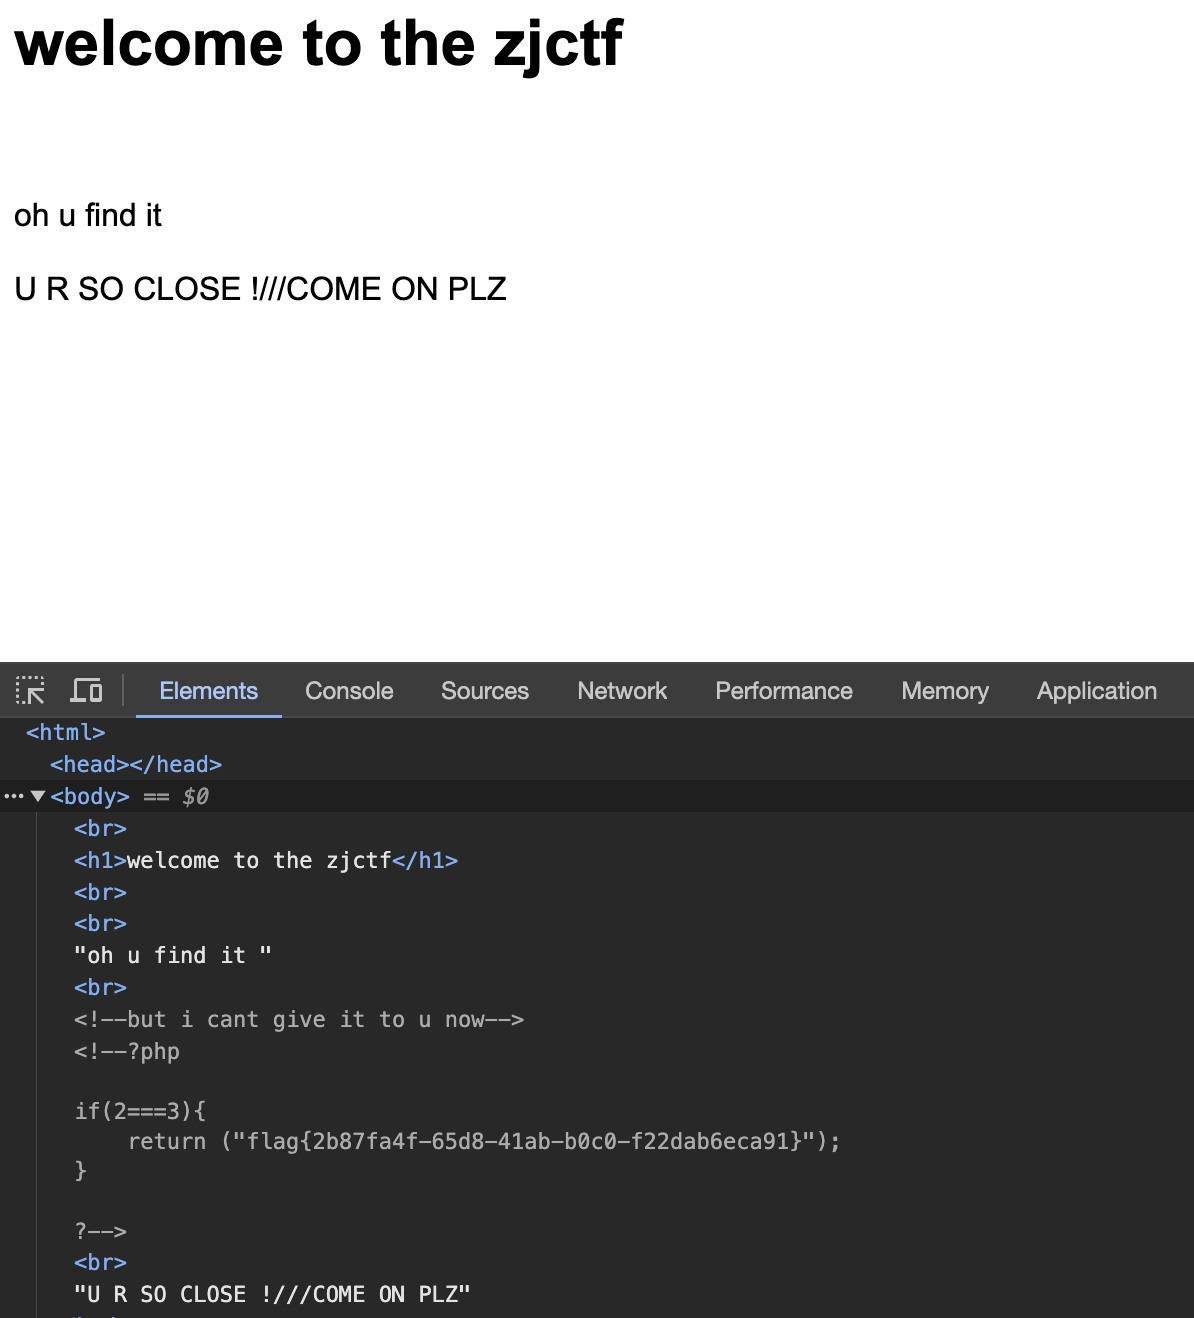 welcome to the zjctf
oh u find it
U R SO CLOSE !///COME ON PLZ
Elements Console Sources Network Performance Memory Application
<html>
<head></head>
<body> == $0
<br>
<h1>welcome to the zjctf</h1>
<br>
<br>
"oh u find it "
<br>
<!--but i cant give it to u now-->
<!--?php
if(2===3){
return ("flag{2b87fa4f-65d8-41ab-b0c0-f22dab6eca91}");
}
?-->
<br>
"U R SO CLOSE !///COME ON PLZ"